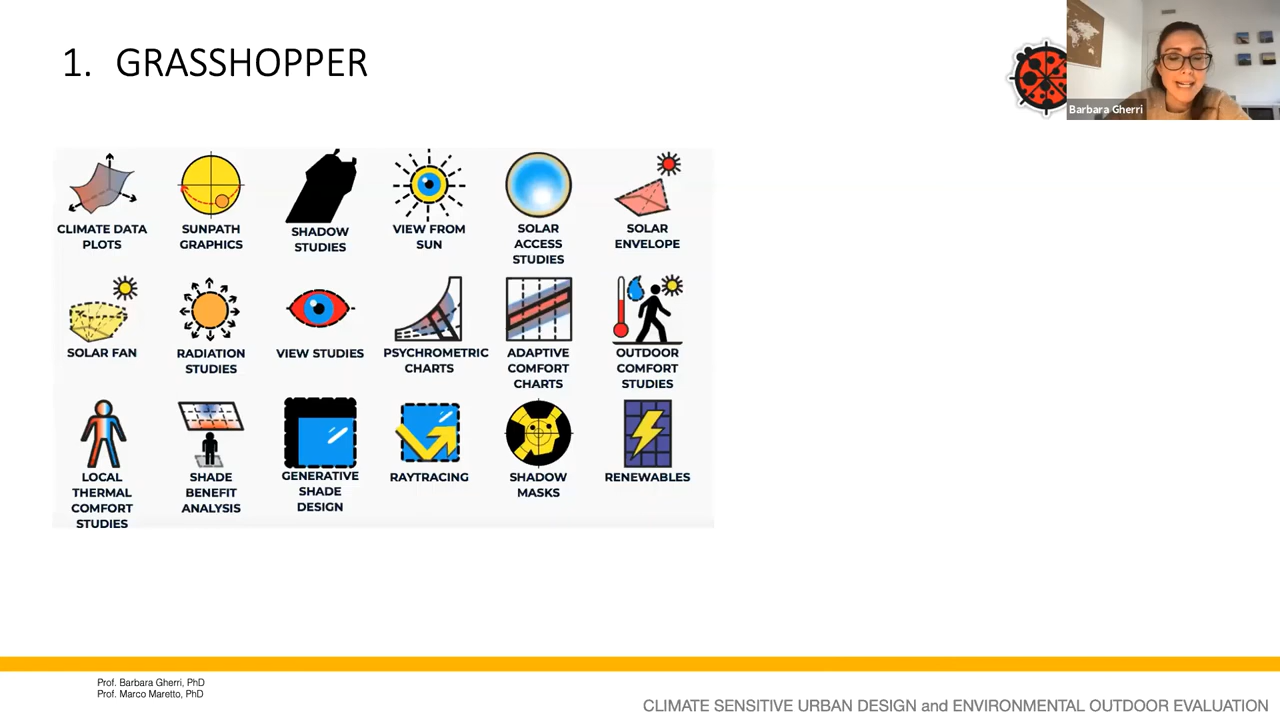 1. GRASSHOPPER
Barbara Gherri
CLIMATE DATA
PLOTS
SUNPATH
GRAPHICS
SHADOW
STUDIES
VIEW FROM
SUN
SOLAR
ACCESS
STUDIES
SOLAR
ENVELOPE
SOLAR FAN
RADIATION
STUDIES
VIEW STUDIES
PSYCHROMETRIC
CHARTS
ADAPTIVE
COMFORT
CHARTS
OUTDOOR
COMFORT
STUDIES
LOCAL
THERMAL
COMFORT
STUDIES
SHADE
BENEFIT
ANALYSIS
GENERATIVE
SHADE
DESIGN
RAYTRACING
SHADOW
MASKS
RENEWABLES
Prof. Barbara Gherri, PhD
Prof. Marco Maretto, PhD
CLIMATE SENSITIVE URBAN DESIGN and ENVIRONMENTAL OUTDOOR EVALUATION